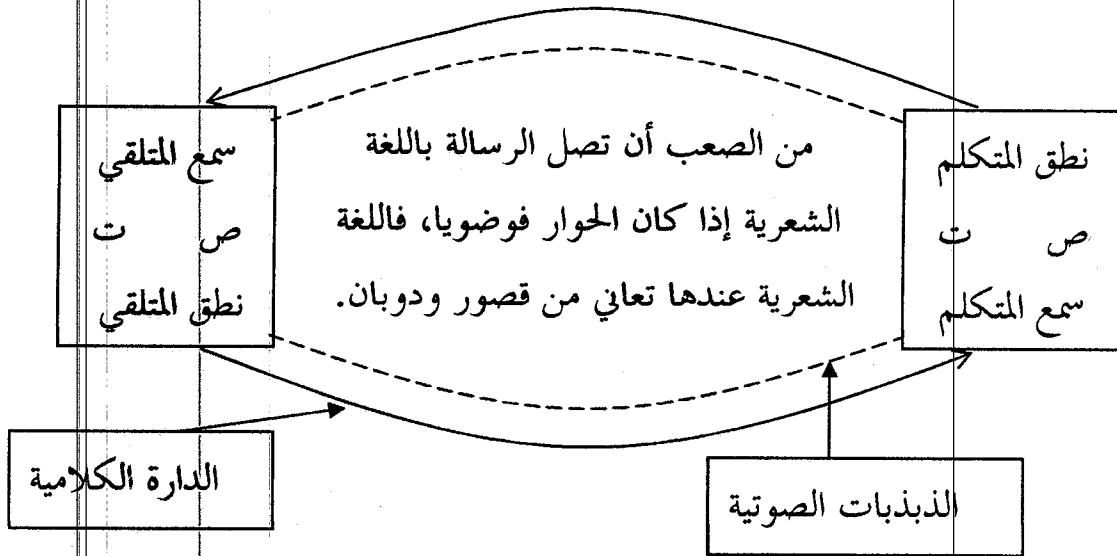 نطق المتكلم
ص ت
سمع المتكلم
من الصعب أن تصل الرسالة باللغة
الشعرية إذا كان الحوار فوضويا، فاللغة
الشعرية عندها تعاني من قصور ودوبان.
سمع المتلقي
ص ت
نطق المتلقي
الذبذبات الصوتية
الدارة الكلامية